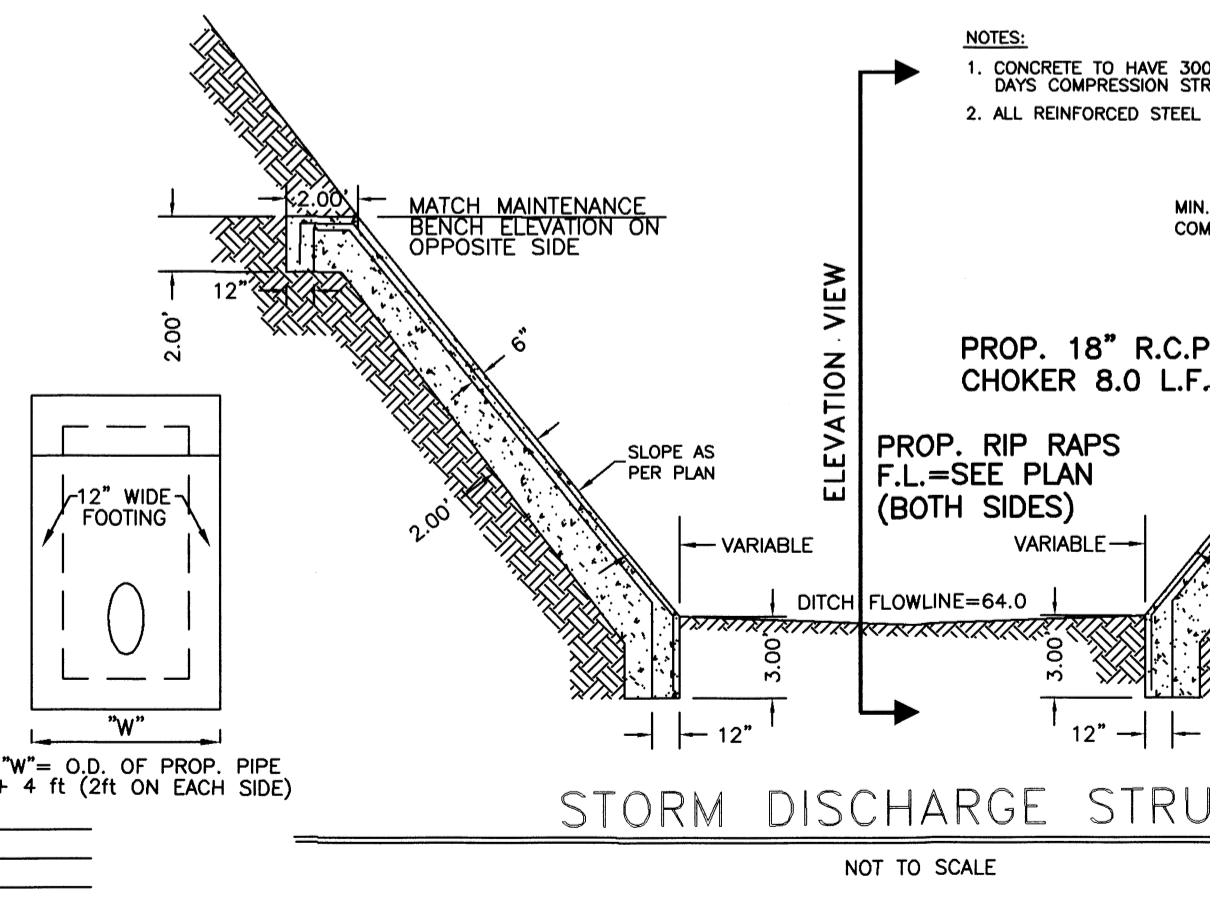 NOTES:
1. CONCRETE TO HAVE 300
DAYS COMPRESSION STR
2. ALL REINFORCED STEEL
2.00'
MATCH MAINTENANCE
BENCH ELEVATION ON
OPPOSITE SIDE
MIN.
COM
12"
2.00'
6"
ELEVATION VIEW
PROP. 18" R.C.P
CHOKER 8.0 L.F.
PROP. RIP RAPS
F.L.=SEE PLAN
(BOTH SIDES)
SLOPE AS
PER PLAN
12" WIDE
FOOTING
2.00'
VARIABLE
VARIABLE
DITCH FLOWLINE=64.0
3.00'
3.00'
"W"
12"
12"
"W"= O.D. OF PROP. PIPE
+ 4 ft (2ft ON EACH SIDE)
STORM DISCHARGE STRU
NOT TO SCALE